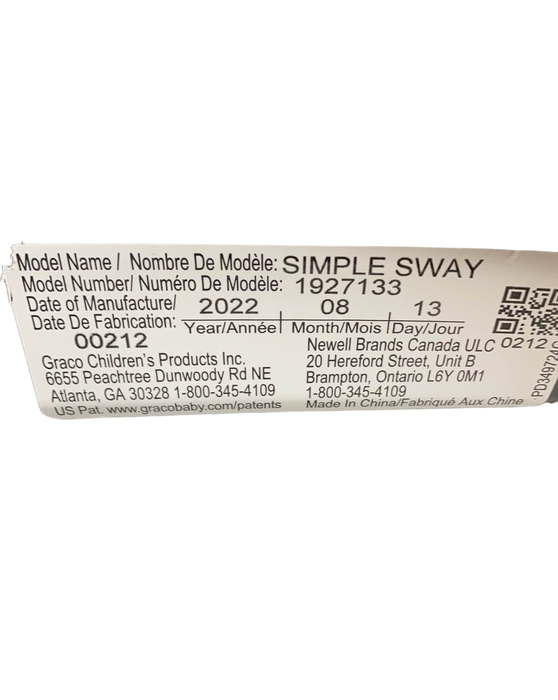 Model Name / Nombre De Modèle: SIMPLE SWAY
Model Number/ Numéro De Modèle: 1927133
Date of Manufacture/ 2022 08 13
Date De Fabrication: Year/Année Month/Mois Day/Jour
00212
Newell Brands Canada ULC 0212
Graco Children's Products Inc. 20 Hereford Street, Unit B
6655 Peachtree Dunwoody Rd NE Brampton, Ontario L6Y 0M1
Atlanta, GA 30328 1-800-345-4109 1-800-345-4109
US Pat. www.gracobaby.com/patents Made In China/Fabriqué Aux Chine